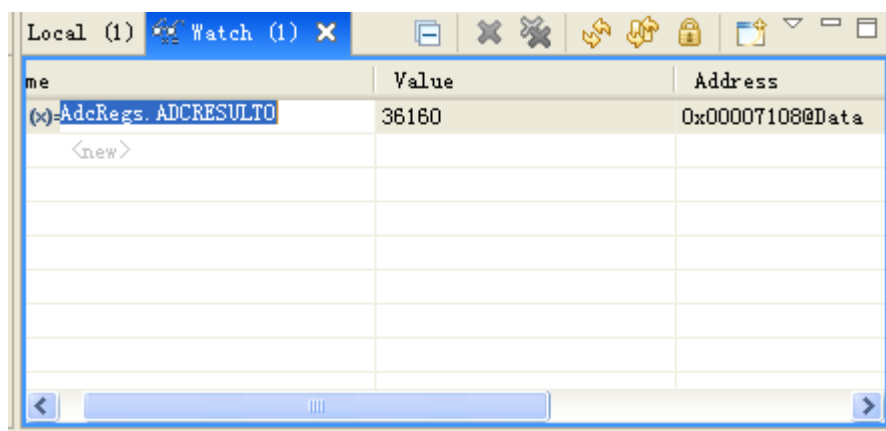 Local (1) Watch (1)
me Value Address
(x)= AdcRegs. ADCRESULT0 36160 0x00007108@Data
<new>